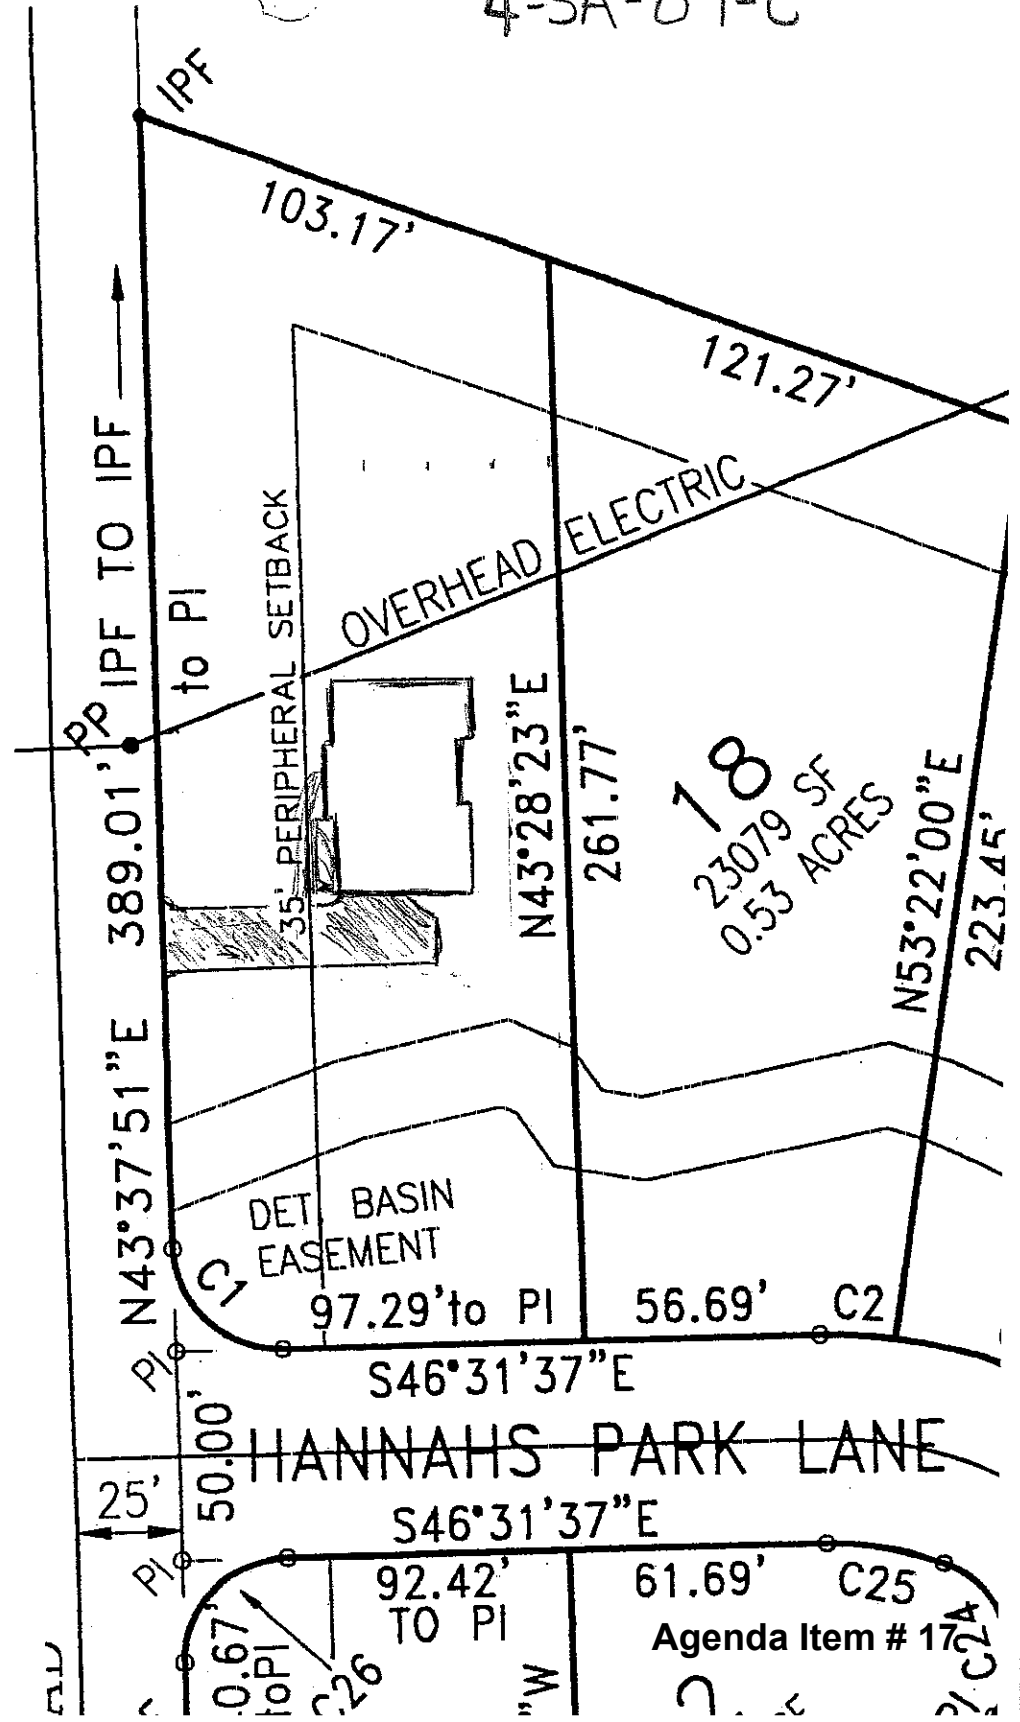 IPF
103.17'
121.27'
389.01' IPF TO IPF
to PI
35' PERIPHERAL SETBACK
OVERHEAD ELECTRIC
PP
N43°28'23"E
261.77'
18
23079 SF
0.53 ACRES
N53°22'00"E
223.45'
N43°37'51"E
DET BASIN
EASEMENT
C1
97.29'to PI
56.69'
C2
PI
S46°31'37"E
50.00'
HANNAHS PARK LANE
25'
S46°31'37"E
PI
92.42'
TO PI
61.69'
C25
Agenda Item # 17
C24
0.67'
toPI
C26
"W